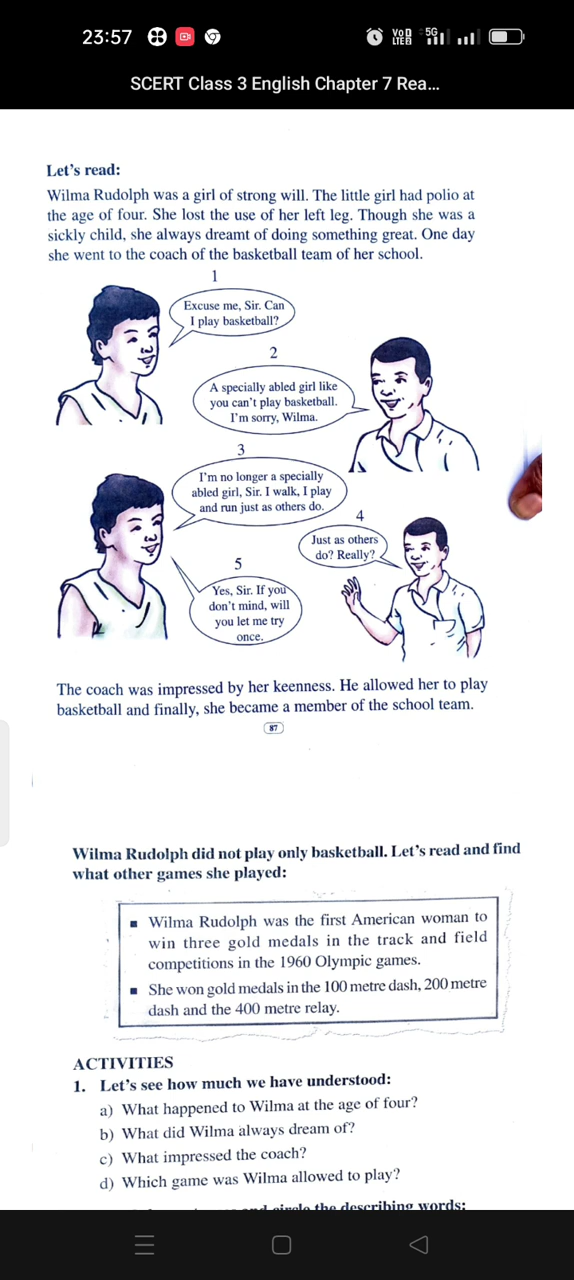 23:57
VoD
LTE2
5G
SCERT Class 3 English Chapter 7 Rea...
Let's read:
Wilma Rudolph was a girl of strong will. The little girl had polio at
the age of four. She lost the use of her left leg. Though she was a
sickly child, she always dreamt of doing something great. One day
she went to the coach of the basketball team of her school.
1
Excuse me, Sir. Can
I play basketball?
2
A specially abled girl like
you can't play basketball.
I'm sorry, Wilma.
3
I'm no longer a specially
abled girl, Sir. I walk, I play
and run just as others do.
4
Just as others
do? Really?
5
Yes, Sir. If you
don't mind, will
you let me try
once.
The coach was impressed by her keenness. He allowed her to play
basketball and finally, she became a member of the school team.
87
Wilma Rudolph did not play only basketball. Let's read and find
what other games she played:
▪ Wilma Rudolph was the first American woman to
win three gold medals in the track and field
competitions in the 1960 Olympic games.
▪ She won gold medals in the 100 metre dash, 200 metre
dash and the 400 metre relay.
ACTIVITIES
1. Let's see how much we have understood:
a) What happened to Wilma at the age of four?
b) What did Wilma always dream of?
c) What impressed the coach?
d) Which game was Wilma allowed to play?
and circle the describing words: